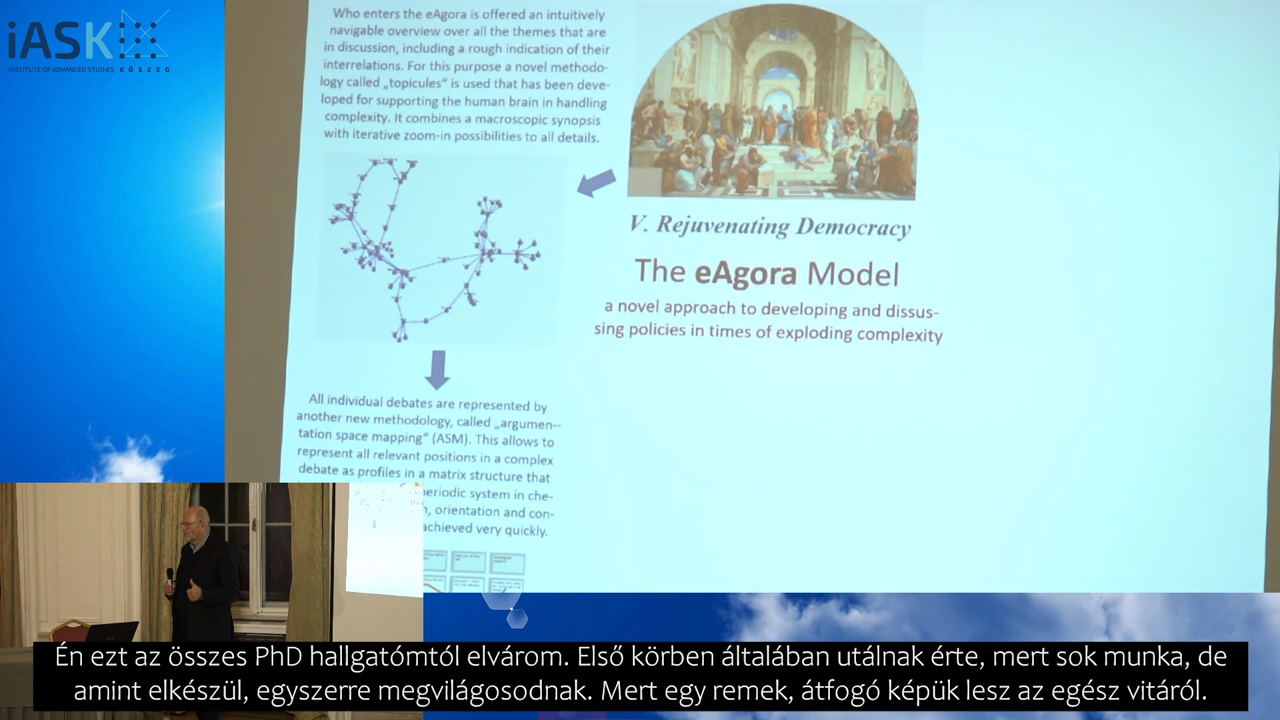 iASK
INSTITUTE OF ADVANCED STUDIES KŐSZEG
Who enters the eAgora is offered an intuitively
navigable overview over all the themes that are
in discussion, including a rough indication of their
interrelations. For this purpose a novel methodo-
logy called „topicules“ is used that has been deve-
loped for supporting the human brain in handling
complexity. It combines a macroscopic synopsis
with iterative zoom-in possibilities to all details.
V. Rejuvenating Democracy
The eAgora Model
a novel approach to developing and dissus-
sing policies in times of exploding complexity
All individual debates are represented by
another new methodology, called „argumen--
tation space mapping“ (ASM). This allows to
represent all relevant positions in a complex
debate as profiles in a matrix structure that
periodic system in che-
orientation and con-
achieved very quickly.
Én ezt az összes PhD hallgatómtól elvárom. Első körben általában utálnak érte, mert sok munka, de
amint elkészül, egyszerre megvilágosodnak. Mert egy remek, átfogó képük lesz az egész vitáról.